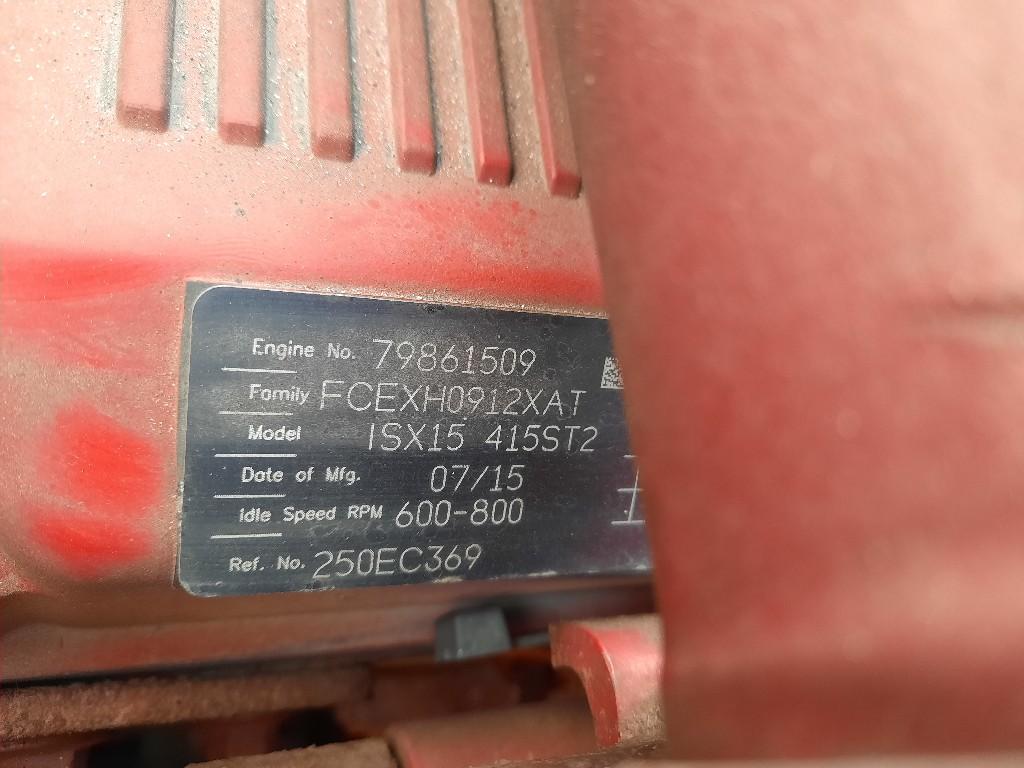 Engine No. 79861509
Family FCEXH0912XAT
Model ISX15 415ST2
Date of Mfg. 07/15
Idle Speed RPM 600-800
Ref. No. 250EC369